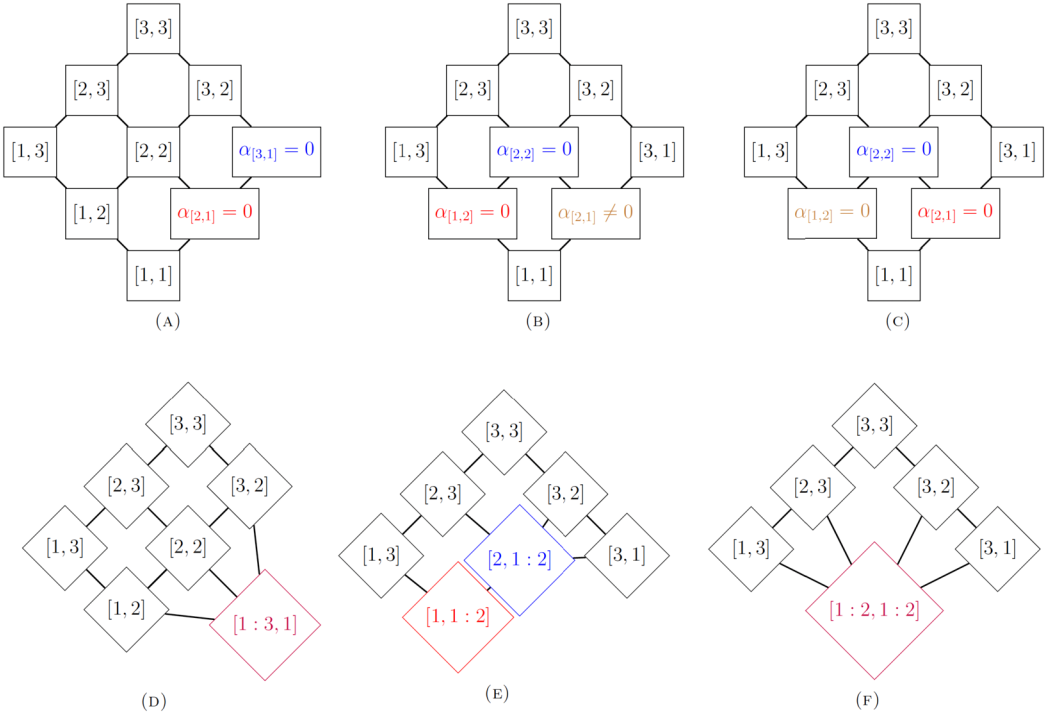 [3, 3] [3, 3] [3, 3]
[2, 3] [3, 2] [2, 3] [3, 2] [2, 3] [3, 2]
[1, 3] [2, 2] α[3,1] = 0 [1, 3] α[2,2] = 0 [3, 1] [1, 3] α[2,2] = 0 [3, 1]
[1, 2] α[2,1] = 0 α[1,2] = 0 α[2,1] ≠ 0 α[1,2] = 0 α[2,1] = 0
[1, 1] [1, 1] [1, 1]
(A) (B) (C)
[3, 3] [3, 3] [3, 3]
[2, 3] [3, 2] [2, 3] [3, 2] [2, 3] [3, 2]
[1, 3] [2, 2] [1, 3] [2, 1 : 2] [3, 1] [1, 3] [3, 1]
[1, 2] [1 : 3, 1] [1, 1 : 2] [1 : 2, 1 : 2]
(D) (E) (F)